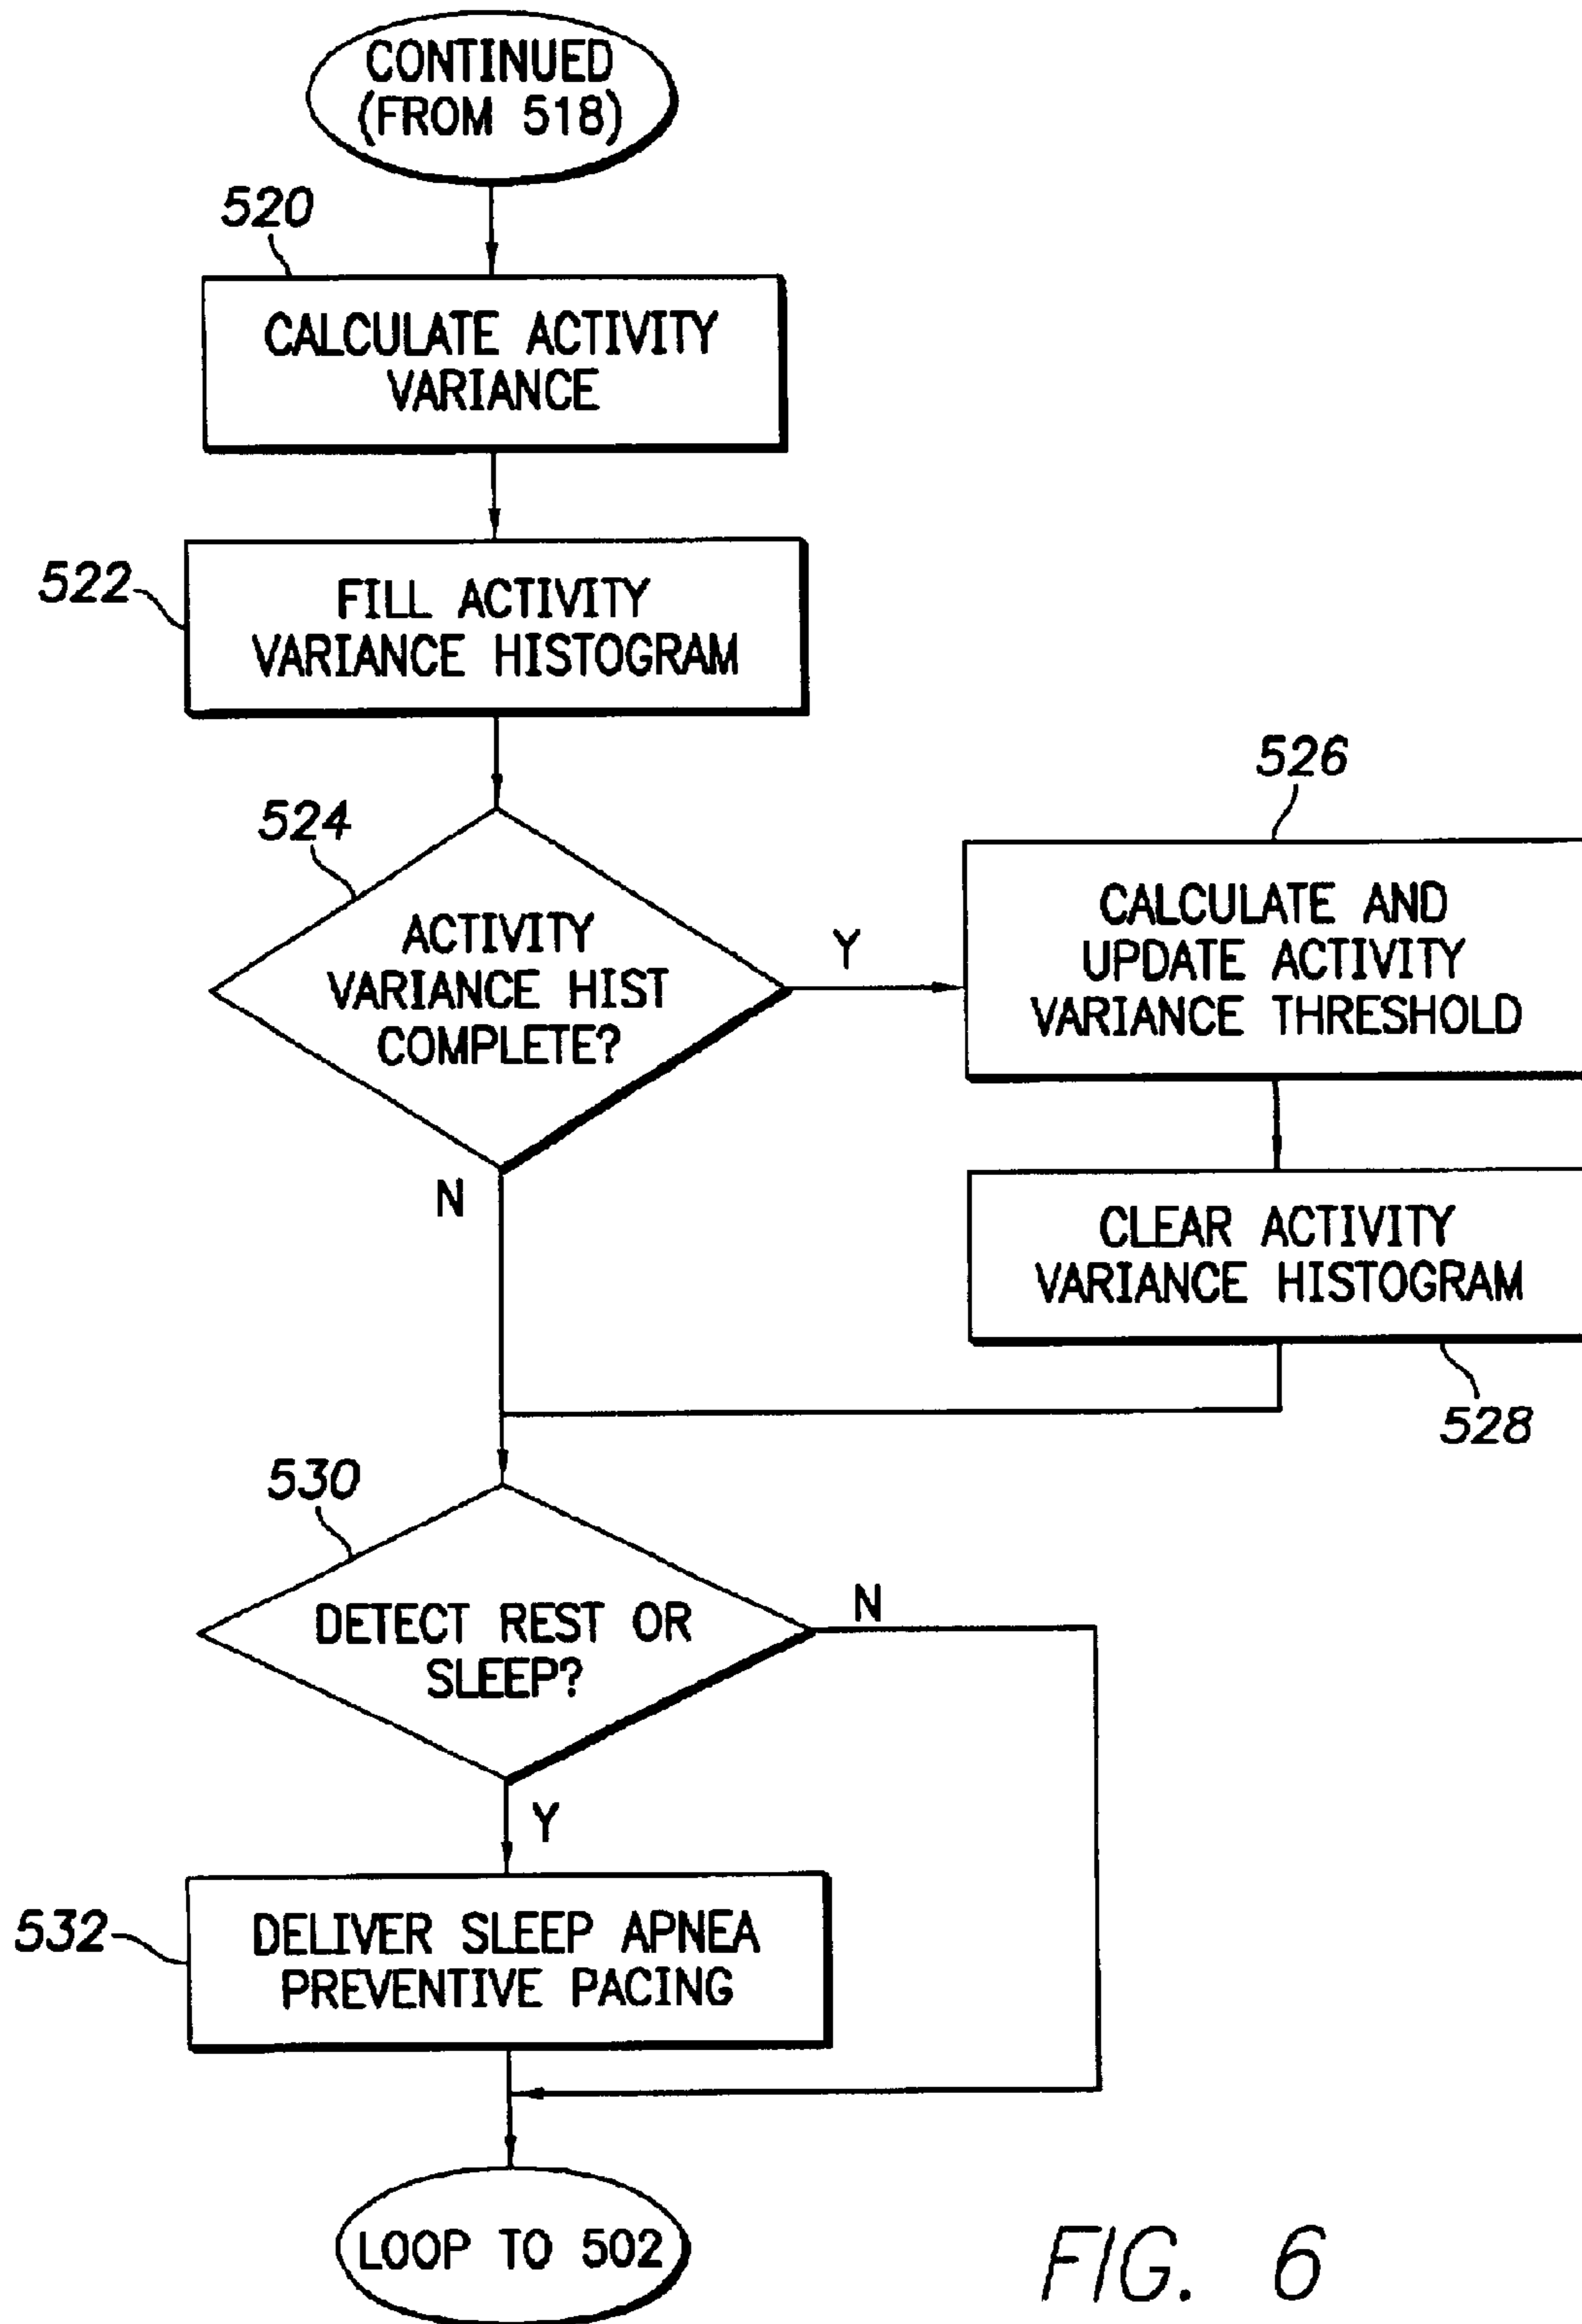 CONTINUED
(FROM 518)
520
CALCULATE ACTIVITY
VARIANCE
522
FILL ACTIVITY
VARIANCE HISTOGRAM
524
ACTIVITY
VARIANCE HIST
COMPLETE?
Y
N
526
CALCULATE AND
UPDATE ACTIVITY
VARIANCE THRESHOLD
CLEAR ACTIVITY
VARIANCE HISTOGRAM
528
530
DETECT REST OR
SLEEP?
N
Y
532
DELIVER SLEEP APNEA
PREVENTIVE PACING
LOOP TO 502
FIG. 6